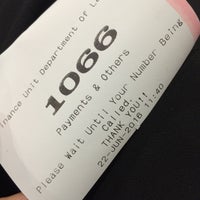 inance Unit Department Of L
1066
Payments & Others
Please Wait Until Your Number Being
Called.
THANK YOU!!
22-JUN-2016 11:40